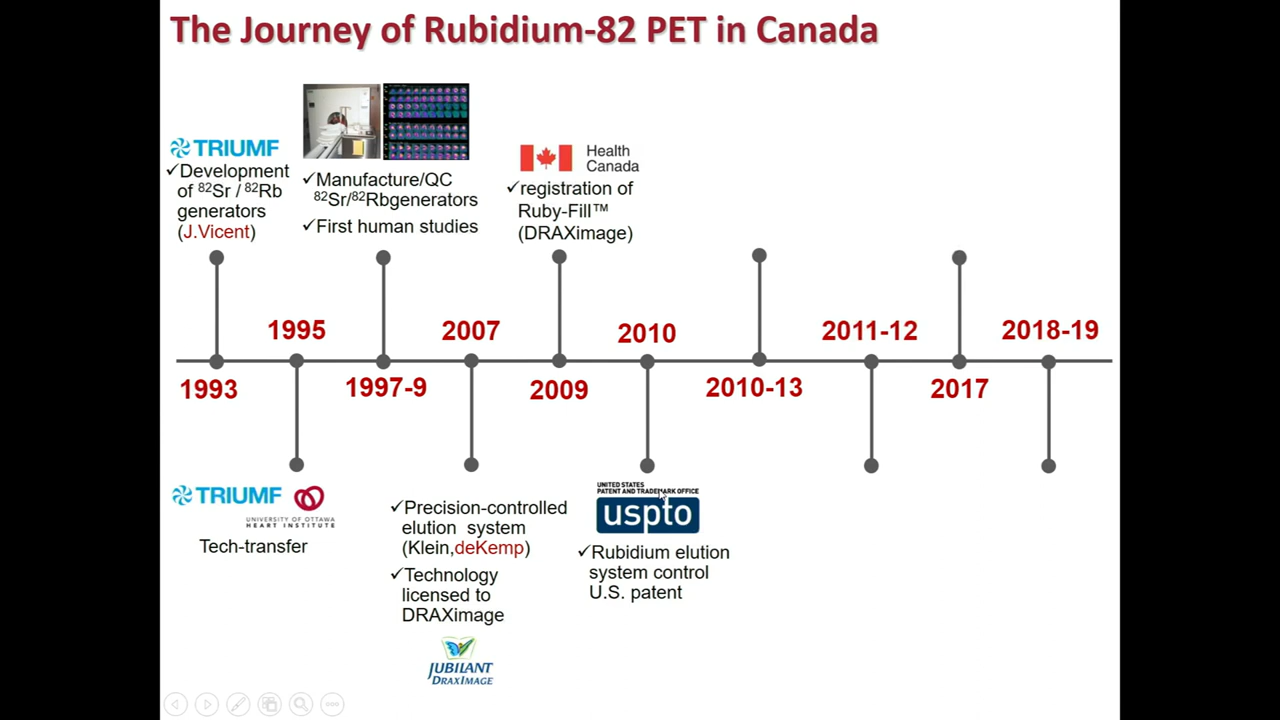 The Journey of Rubidium-82 PET in Canada
TRIUMF
✓Development
of ⁸²Sr / ⁸²Rb
generators
(J.Vicent)
✓Manufacture/QC
⁸²Sr/⁸²Rbgenerators
✓First human studies
Health
Canada
✓registration of
Ruby-Fill™
(DRAXimage)
1995
2007
2010
2011-12
2018-19
1993
1997-9
2009
2010-13
2017
TRIUMF
UNIVERSITY OF OTTAWA
HEART INSTITUTE
Tech-transfer
✓Precision-controlled
elution system
(Klein,deKemp)
✓Technology
licensed to
DRAXimage
JUBILANT
DRAXIMAGE
UNITED STATES
PATENT AND TRADEMARK OFFICE
uspto
✓Rubidium elution
system control
U.S. patent